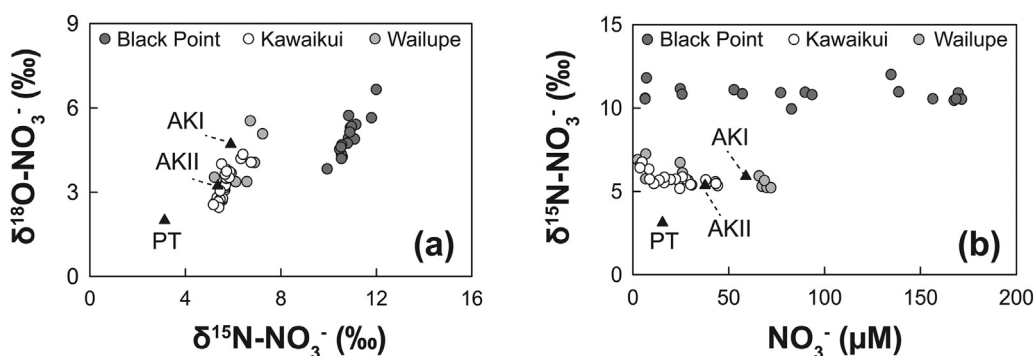 Black Point Kawaikui Wailupe
9
6
3
0
δ¹⁸O-NO₃⁻ (‰)
AKI
AKII
PT
(a)
0 4 8 12 16
δ¹⁵N-NO₃⁻ (‰)
Black Point Kawaikui Wailupe
15
10
5
0
δ¹⁵N-NO₃⁻ (‰)
AKI
AKII
PT
(b)
0 50 100 150 200
NO₃⁻ (µM)